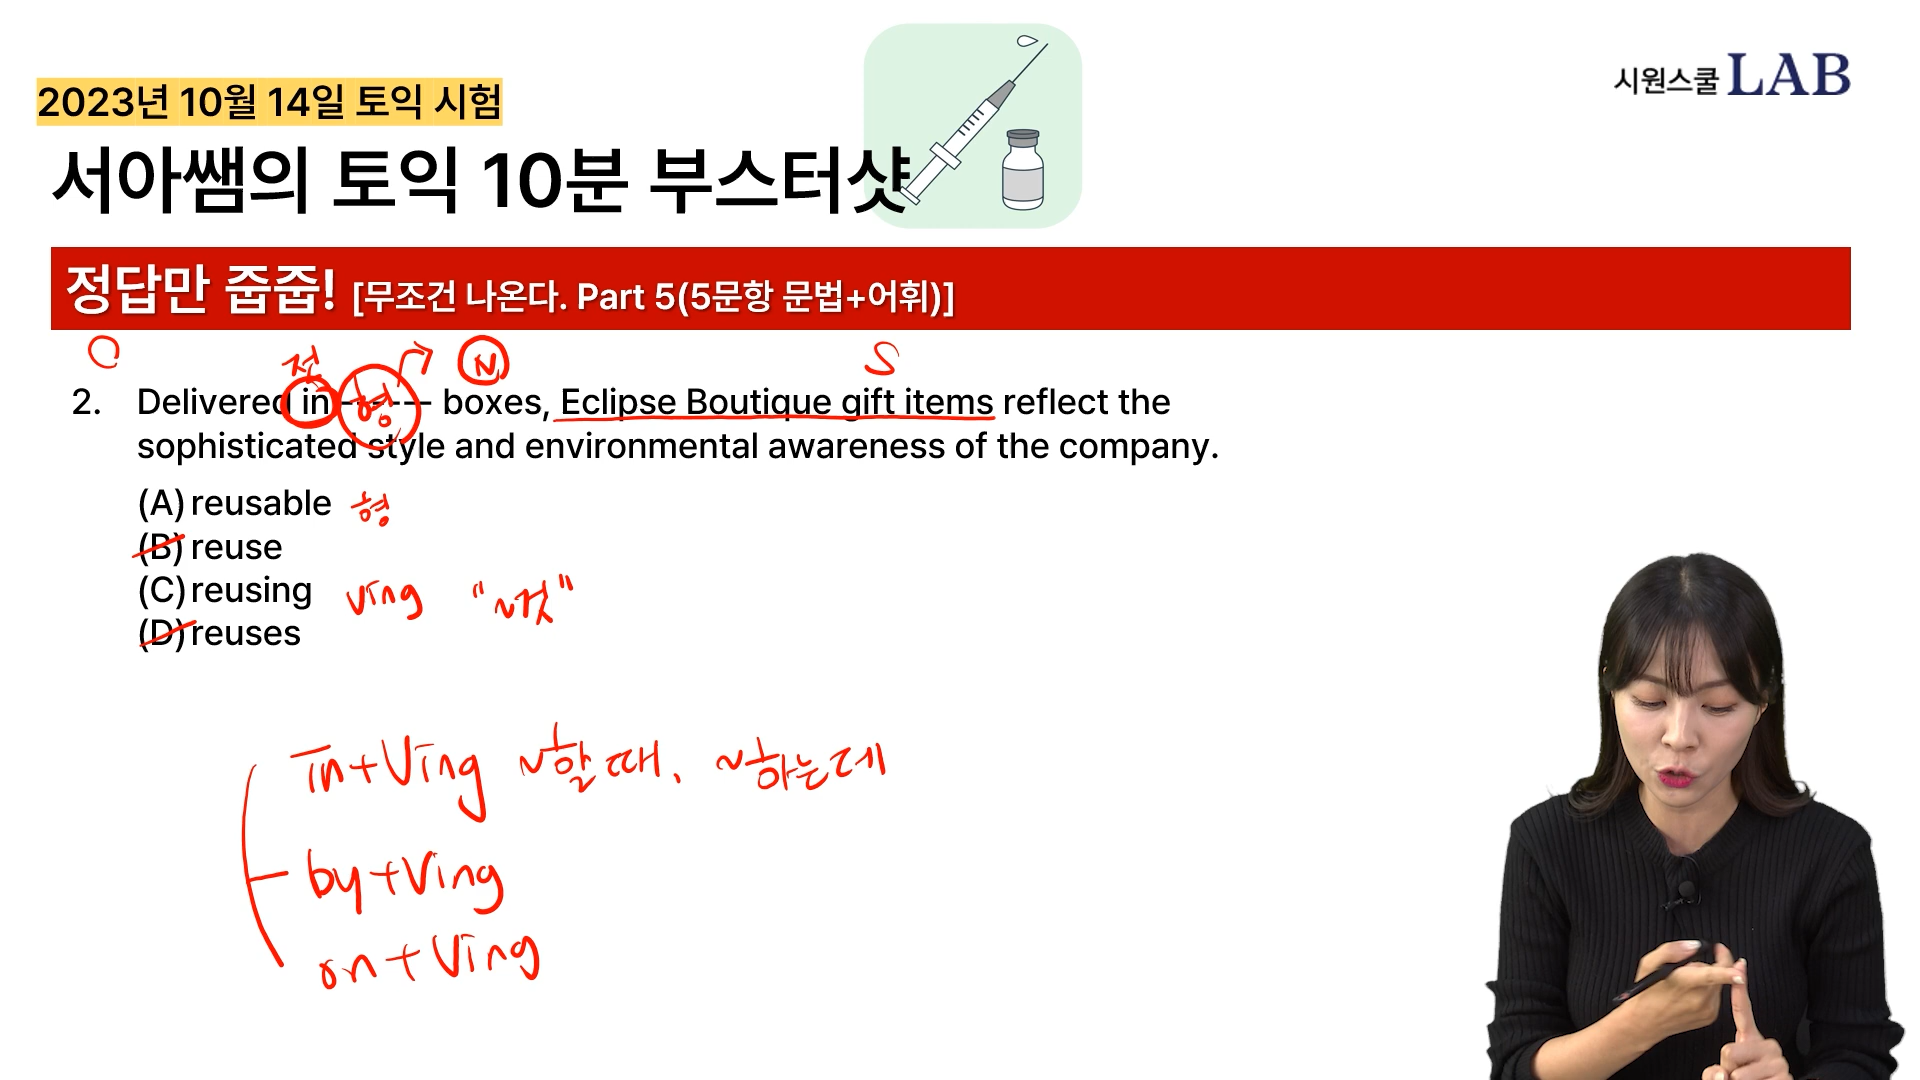 2023년 10월 14일 토익 시험
시원스쿨 LAB
서아쌤의 토익 10분 부스터샷
정답만 줍줍! [무조건 나온다. Part 5(5문항 문법+어휘)]
전 N S
2. Delivered in 형 ------ boxes, Eclipse Boutique gift items reflect the
sophisticated style and environmental awareness of the company.
(A) reusable 형
(B) reuse
(C) reusing Ving "~것"
(D) reuses
in+Ving ~할 때, ~하는데
by+Ving
on+Ving